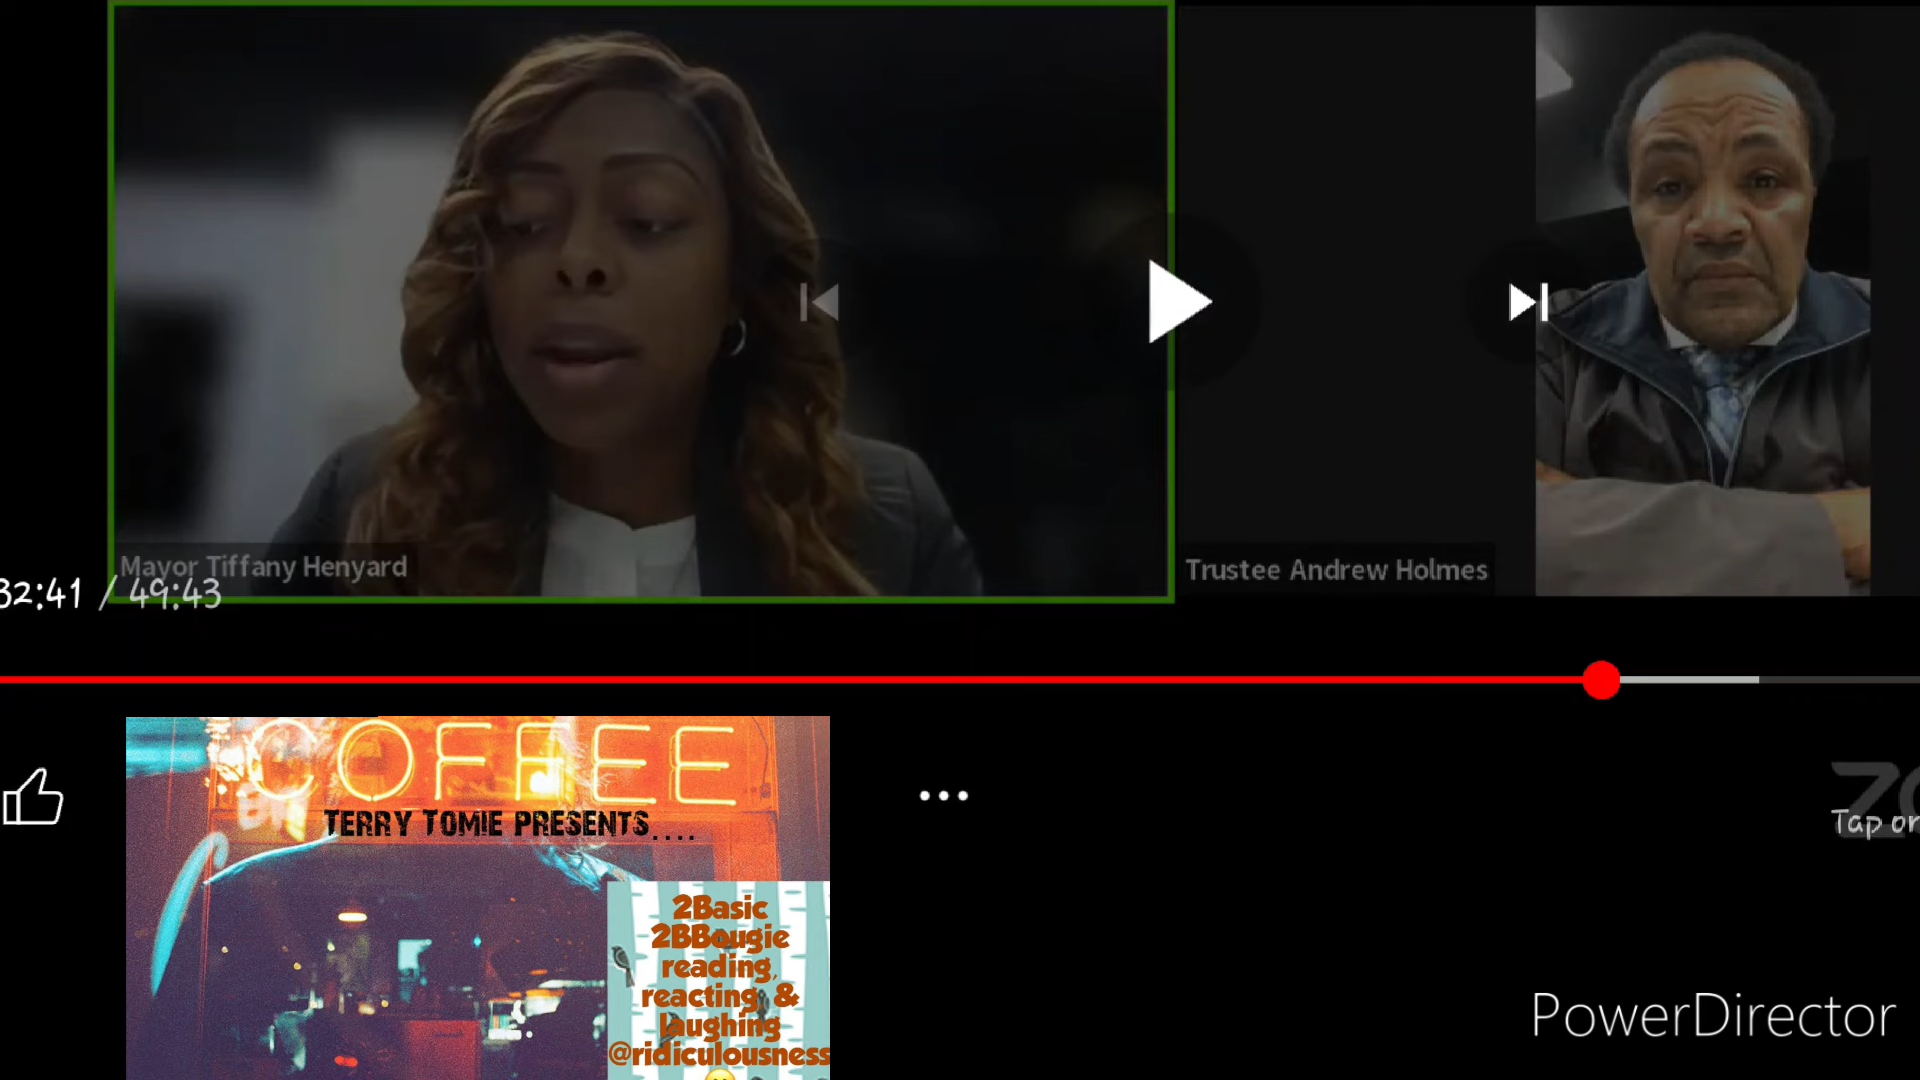 Mayor Tiffany Henyard
Trustee Andrew Holmes
32:41 / 49:43
COFFEE
TERRY TOMIE PRESENTS....
Tap or
2Basic
2BBougie
reading,
reacting, &
laughing
@ridiculousness
PowerDirector